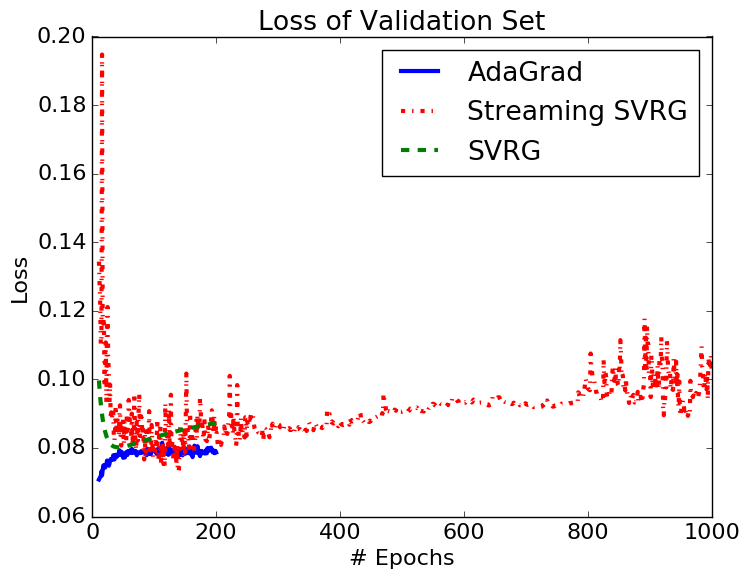 Loss of Validation Set
0.20
0.18
0.16
0.14
0.12
0.10
0.08
0.06
Loss
AdaGrad
Streaming SVRG
SVRG
0 200 400 600 800 1000
# Epochs